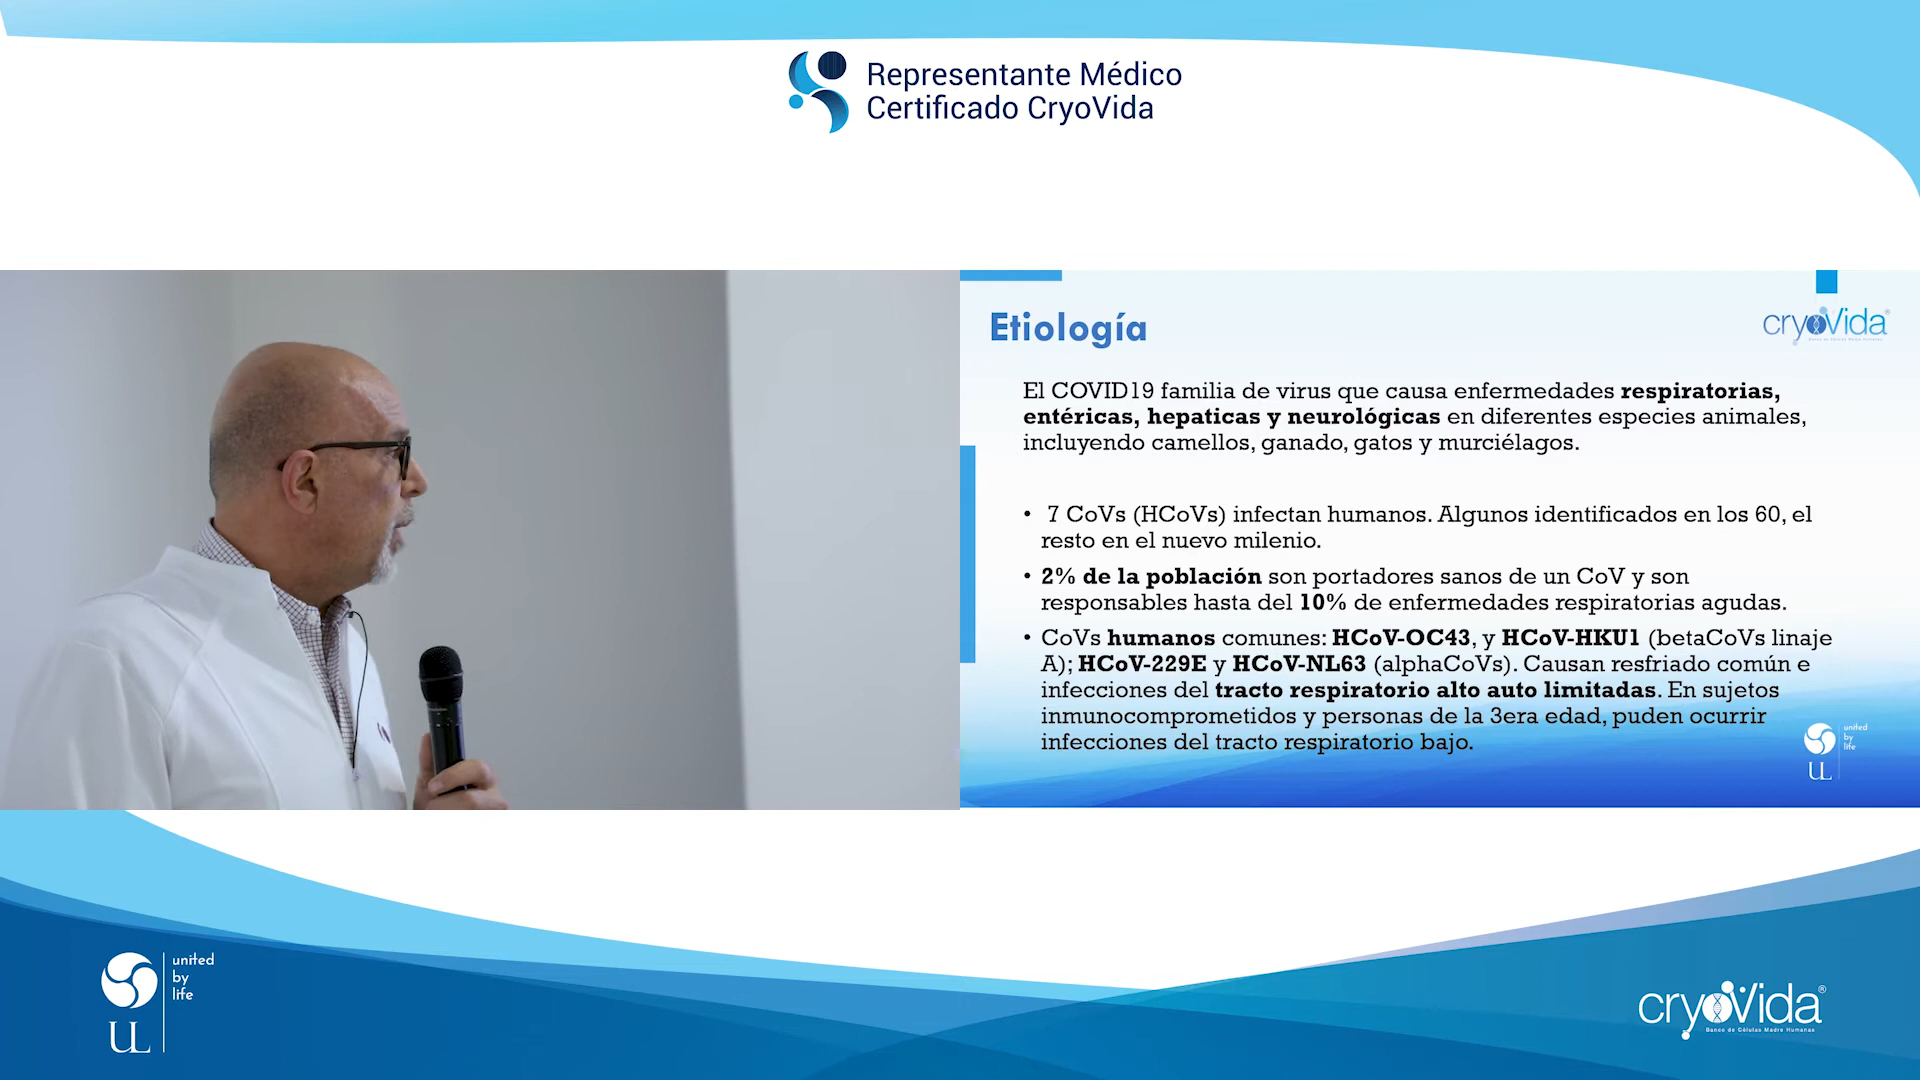 Representante Médico
Certificado CryoVida
Etiología
cryoVida
El COVID19 familia de virus que causa enfermedades respiratorias,
entéricas, hepaticas y neurológicas en diferentes especies animales,
incluyendo camellos, ganado, gatos y murciélagos.
• 7 CoVs (HCoVs) infectan humanos. Algunos identificados en los 60, el
resto en el nuevo milenio.
• 2% de la población son portadores sanos de un CoV y son
responsables hasta del 10% de enfermedades respiratorias agudas.
• CoVs humanos comunes: HCoV-OC43, y HCoV-HKU1 (betaCoVs linaje
A); HCoV-229E y HCoV-NL63 (alphaCoVs). Causan resfriado común e
infecciones del tracto respiratorio alto auto limitadas. En sujetos
inmunocomprometidos y personas de la 3era edad, puden ocurrir
infecciones del tracto respiratorio bajo.
united
by
life
UL
united
by
life
UL
cryoVida®
Banco de Células Madre Humanas